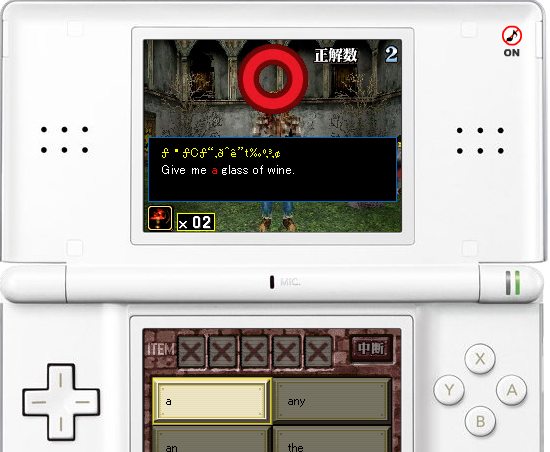 正解数 2
ON
Give me a glass of wine.
x 02
MIC.
ITEM 中断
a
any
an
the
X
Y A
B